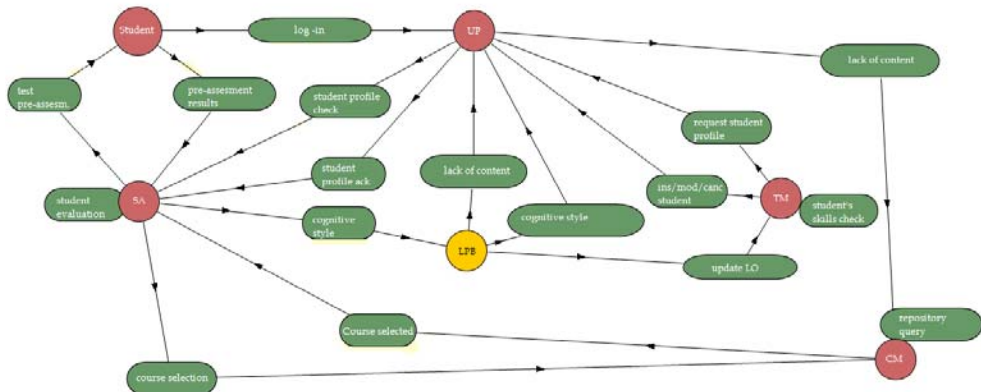 Student
log -in
UP
lack of content
test
pre-assesm.
pre-assesment
results
student profile
check
request student
profile
student
profile ack
lack of content
ins/mod/canc
student
TM
student's
skills check
student
evaluation
SA
cognitive
style
cognitive style
LPB
update LO
Course selected
repository
query
CM
course selection